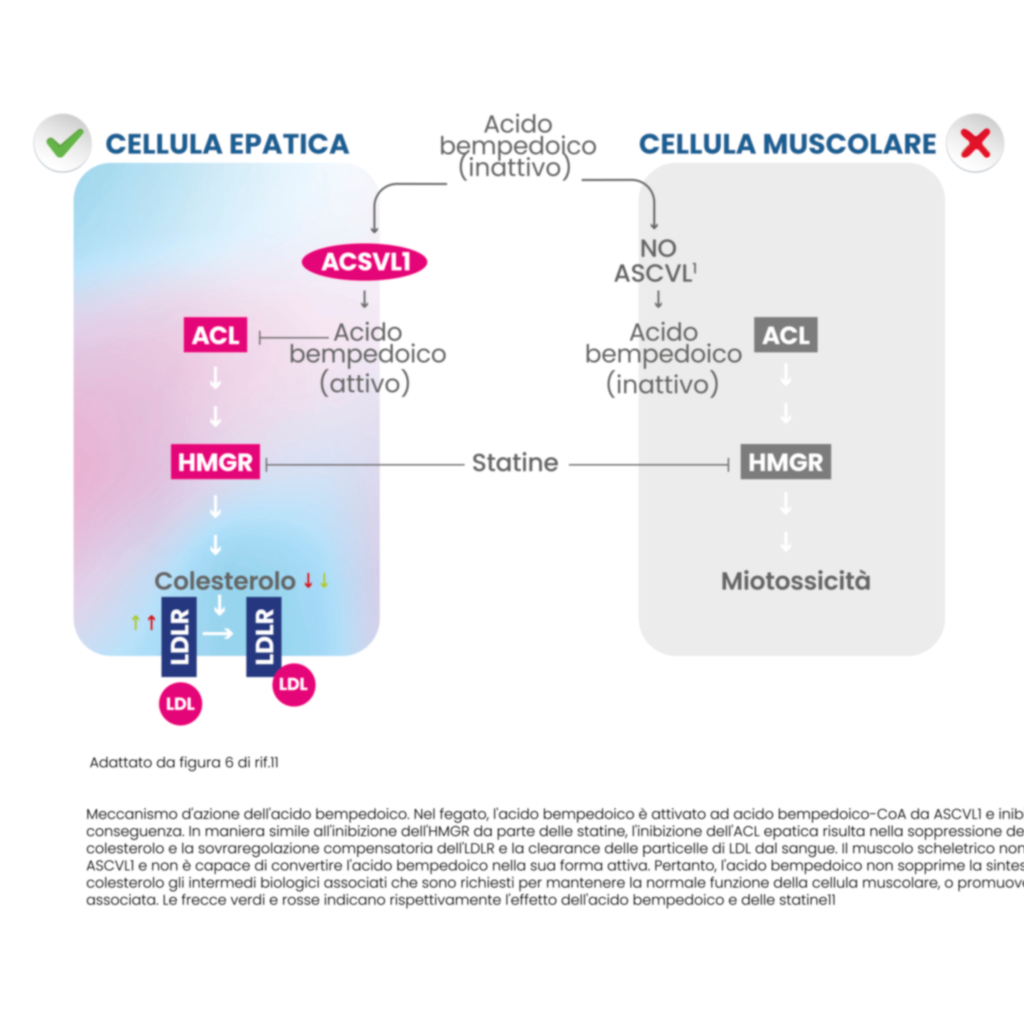 CELLULA EPATICA
Acido
bempedoico
(inattivo)
CELLULA MUSCOLARE
ACSVL1
NO
ASCVL¹
ACL
Acido
bempedoico
(attivo)
Acido
bempedoico
(inattivo)
ACL
HMGR
Statine
HMGR
Colesterolo
Miotossicità
LDLR
LDLR
LDL
LDL
Adattato da figura 6 di rif.11
Meccanismo d'azione dell'acido bempedoico. Nel fegato, l'acido bempedoico è attivato ad acido bempedoico-CoA da ASCVL1 e inib
conseguenza. In maniera simile all'inibizione dell'HMGR da parte delle statine, l'inibizione dell'ACL epatica risulta nella soppressione de
colesterolo e la sovraregolazione compensatoria dell'LDLR e la clearance delle particelle di LDL dal sangue. Il muscolo scheletrico non
ASCVL1 e non è capace di convertire l'acido bempedoico nella sua forma attiva. Pertanto, l'acido bempedoico non sopprime la sintes
colesterolo gli intermedi biologici associati che sono richiesti per mantenere la normale funzione della cellula muscolare, o promuove
associata. Le frecce verdi e rosse indicano rispettivamente l'effetto dell'acido bempedoico e delle statine11